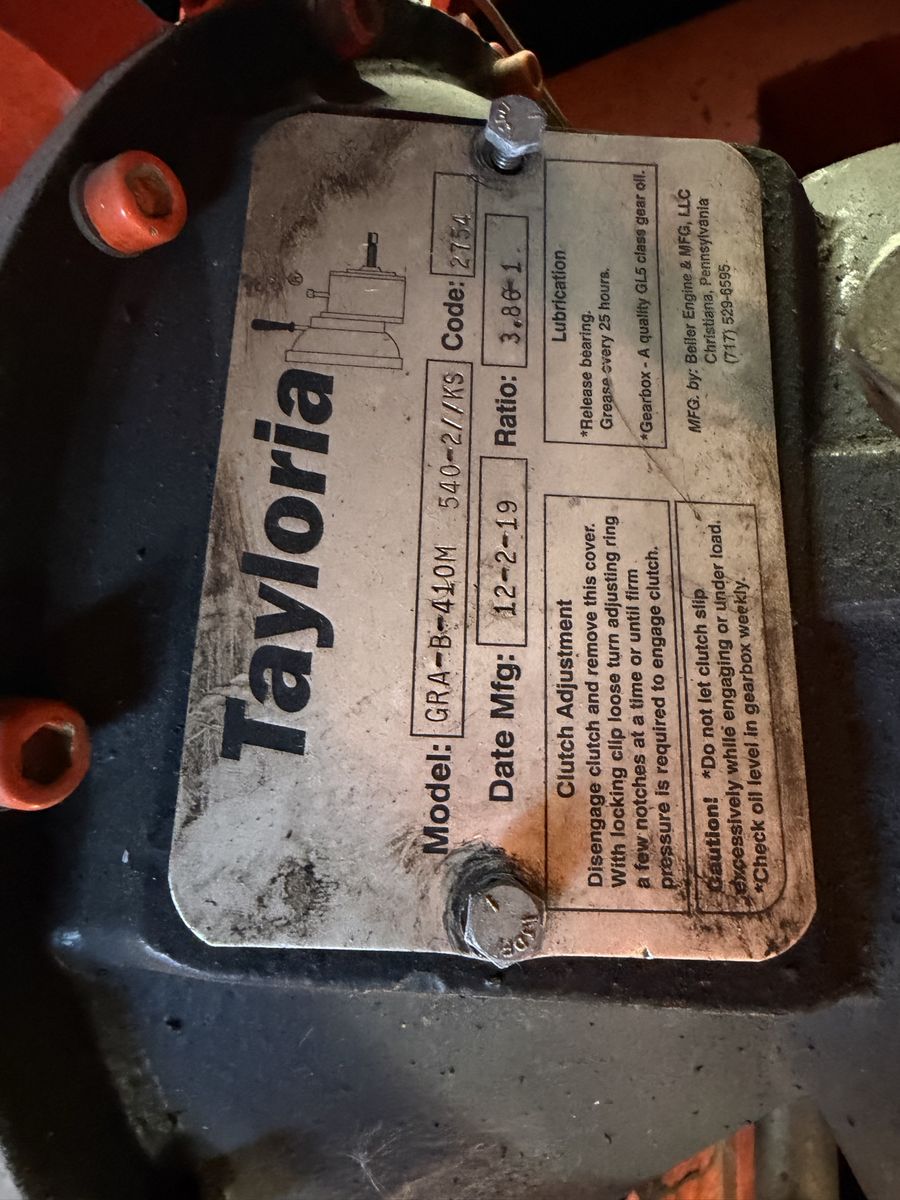 Tayloria ®
Model: GRA-B-410M 540-2//KS Code: 2754
Date Mfg: 12-2-19 Ratio: 3.86 1
Clutch Adjustment
Disengage clutch and remove this cover.
With locking clip loose turn adjusting ring
a few notches at a time or until firm
pressure is required to engage clutch.
Caution! *Do not let clutch slip
excessively while engaging or under load.
*Check oil level in gearbox weekly.
Lubrication
*Release bearing.
Grease every 25 hours.
*Gearbox - A quality GL5 class gear oil.
MFG. by: Beiler Engine & MFG, LLC
Christiana, Pennsylvania
(717) 529-6595